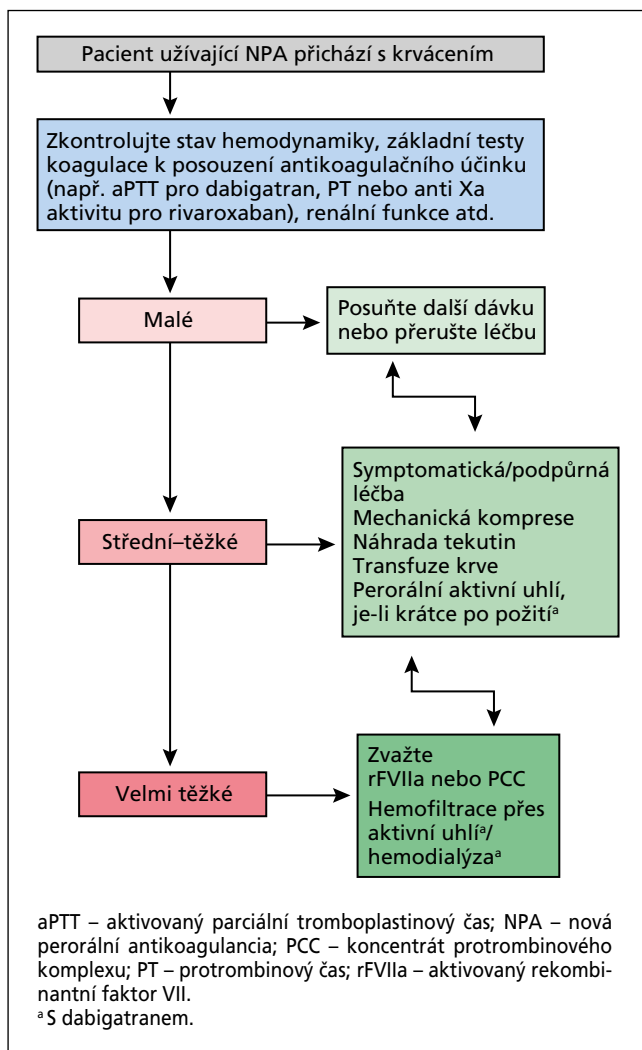 Pacient užívající NPA přichází s krvácením
Zkontrolujte stav hemodynamiky, základní testy
koagulace k posouzení antikoagulačního účinku
(např. aPTT pro dabigatran, PT nebo anti Xa
aktivitu pro rivaroxaban), renální funkce atd.
Malé
Posuňte další dávku
nebo přerušte léčbu
Střední–těžké
Symptomatická/podpůrná
léčba
Mechanická komprese
Náhrada tekutin
Transfuze krve
Perorální aktivní uhlí,
je-li krátce po požitíᵃ
Velmi těžké
Zvažte
rFVIIa nebo PCC
Hemofiltrace přes
aktivní uhlíᵃ/
hemodialýzaᵃ
aPTT – aktivovaný parciální tromboplastinový čas; NPA – nová
perorální antikoagulancia; PCC – koncentrát protrombinového
komplexu; PT – protrombinový čas; rFVIIa – aktivovaný rekombi-
nantní faktor VII.
ᵃ S dabigatranem.